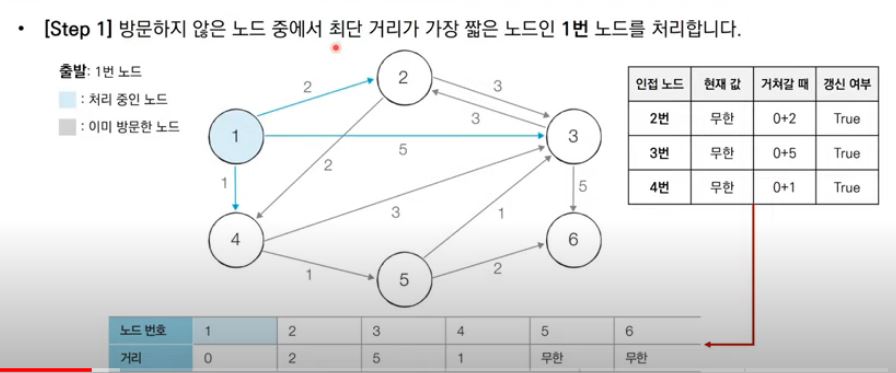 • [Step 1] 방문하지 않은 노드 중에서 최단 거리가 가장 짧은 노드인 1번 노드를 처리합니다.
출발: 1번 노드
: 처리 중인 노드
: 이미 방문한 노드
2
2
3
3
1
5
3
2
1
5
4
3
1
6
1
5
2
인접 노드 현재 값 거쳐갈 때 갱신 여부
2번 무한 0+2 True
3번 무한 0+5 True
4번 무한 0+1 True
노드 번호 1 2 3 4 5 6
거리 0 2 5 1 무한 무한